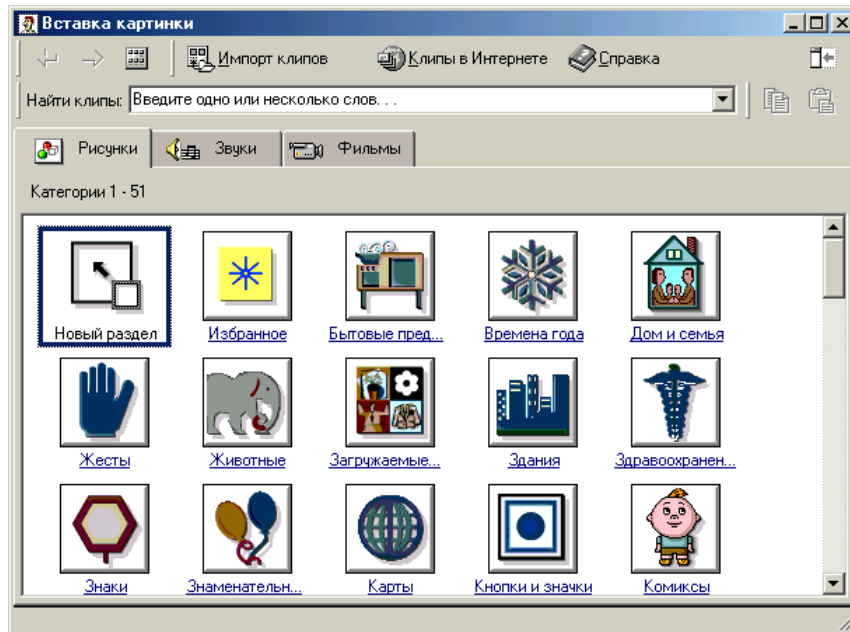 Вставка картинки
Импорт клипов Клипы в Интернете Справка
Найти клипы: Введите одно или несколько слов. . .
Рисунки Звуки Фильмы
Категории 1 - 51
Новый раздел Избранное Бытовые пред... Времена года Дом и семья
Жесты Животные Загружаемые... Здания Здравоохранен...
Знаки Знаменательн... Карты Кнопки и значки Комиксы